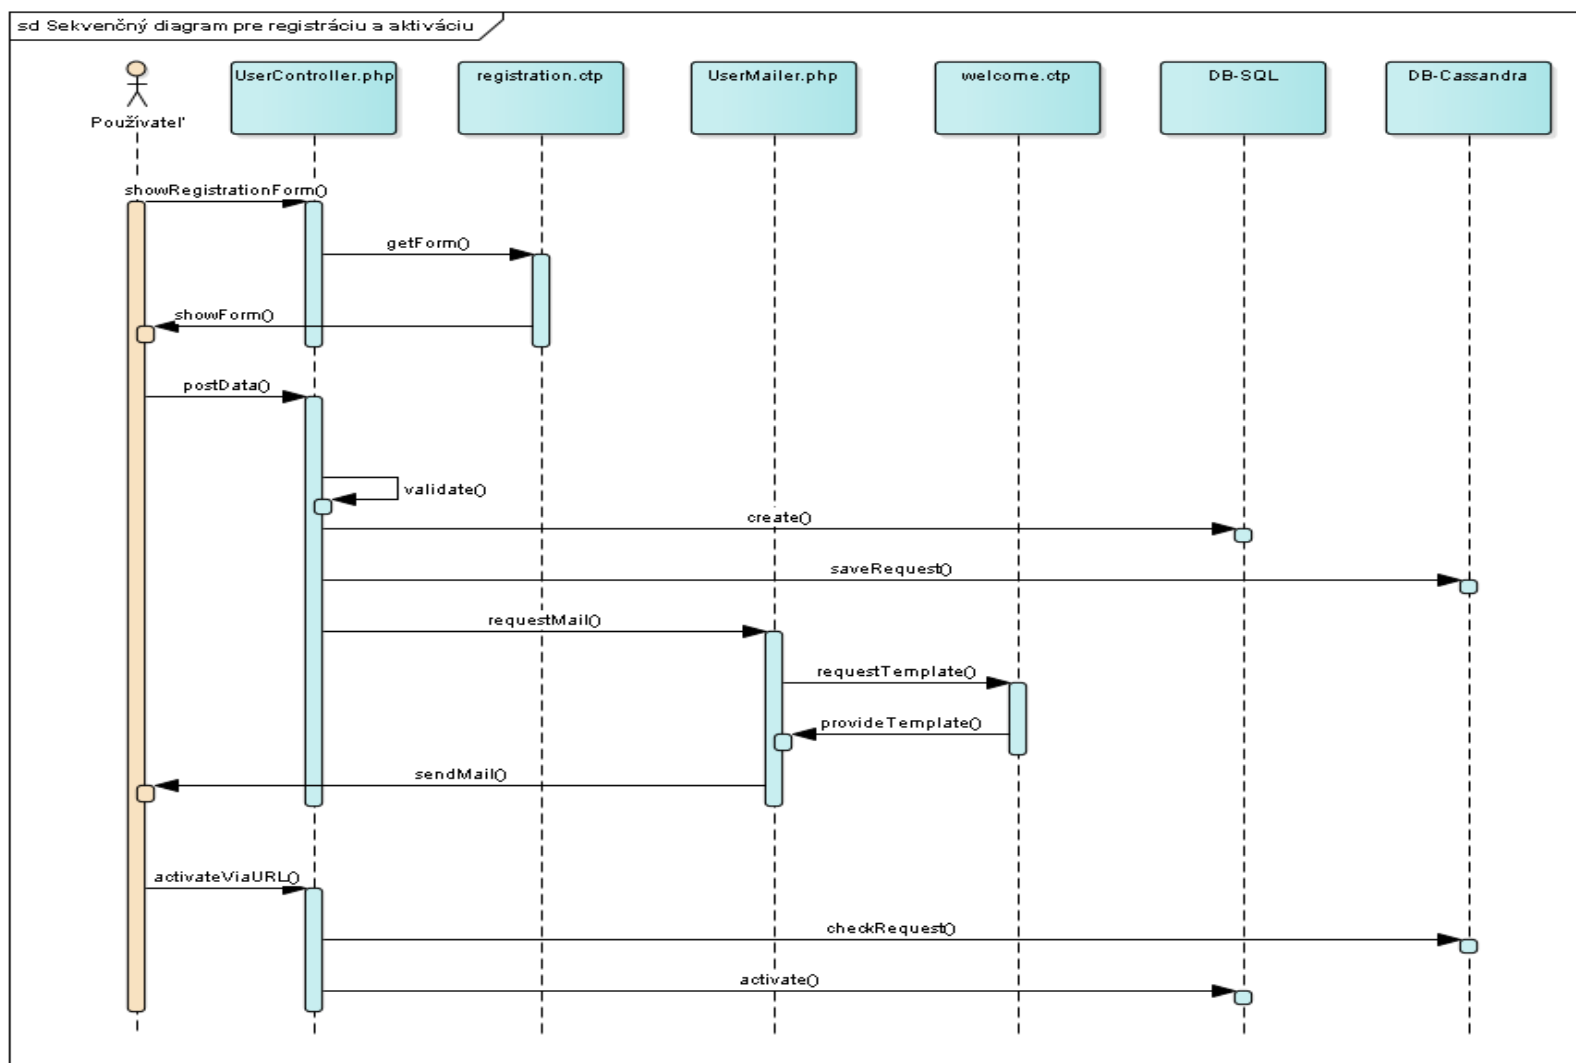 sd Sekvenčný diagram pre registráciu a aktiváciu
UserController.php
registration.ctp
UserMailer.php
welcome.ctp
DB-SQL
DB-Cassandra
Používateľ
showRegistrationForm()
getForm()
showForm()
postData()
validate()
create()
saveRequest()
requestMail()
requestTemplate()
provideTemplate()
sendMail()
activateViaURL()
checkRequest()
activate()